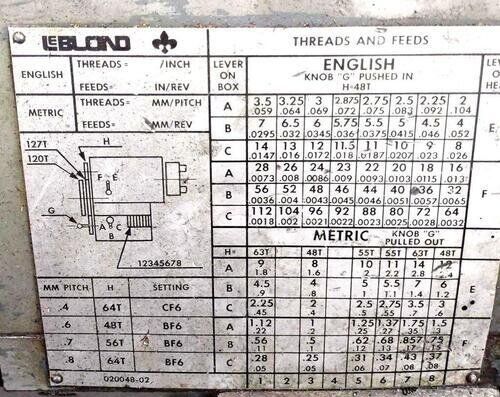 LeBLOND
THREADS AND FEEDS
ENGLISH THREADS= /INCH
FEEDS= IN/REV
METRIC THREADS= MM/PITCH
FEEDS= MM/REV
LEVER ON BOX
ENGLISH
KNOB "G" PUSHED IN
H=48T
A 3.5 3.25 3 2.875 2.75 2.5 2.25 2
.059 .064 .069 .072 .075 .083 .092 .104
B 7 6.5 6 5.75 5.5 5 4.5 4
.0295 .032 .0345 .036 .0375 .0415 .046 .052
C 14 13 12 11.5 11 10 9 8
.0147 .016 .0172 .018 .0187 .0207 .023 .026
A 28 26 24 23 22 20 18 16
.0073 .008 .0086 .009 .0093 .0103 .0115 .013
B 56 52 48 46 44 40 36 32
.0036 .004 .0043 .0045 .0046 .0051 .0057 .0065
C 112 104 96 92 88 80 72 64
.0018 .002 .0021 .0022 .0023 .0025 .0028 .0032
METRIC KNOB "G" PULLED OUT
H= 63T 48T 55T 55T 63T 48T
A 9 8 10 11 14 12
1.8 1.6 2 2.2 2.8 2.4
B 4.5 4 5 5.5 7 6
.9 .8 1 1.1 1.4 1.2
C 2.25 2 2.5 2.75 3.5 3
.45 .4 .5 .55 .7 .6
E
A 1.12 1 1.25 1.37 1.75 1.5
.22 .2 .25 .27 .35 .3
B .56 .5 .62 .68 .857 .75
.11 .1 .12 .13 .17 .15
C .28 .25 .31 .34 .43 .37
.05 .05 .06 .07 .08 .08
F
1 2 3 4 5 6 7 8
127T
120T
H
F E
G
A C
B
12345678
MM PITCH H SETTING
.4 64T CF6
.6 48T BF6
.7 56T BF6
.8 64T BF6
020048-02